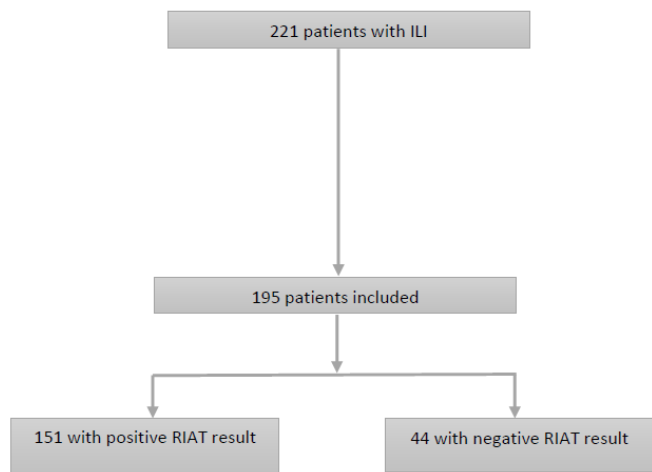 221 patients with ILI
195 patients included
151 with positive RIAT result
44 with negative RIAT result